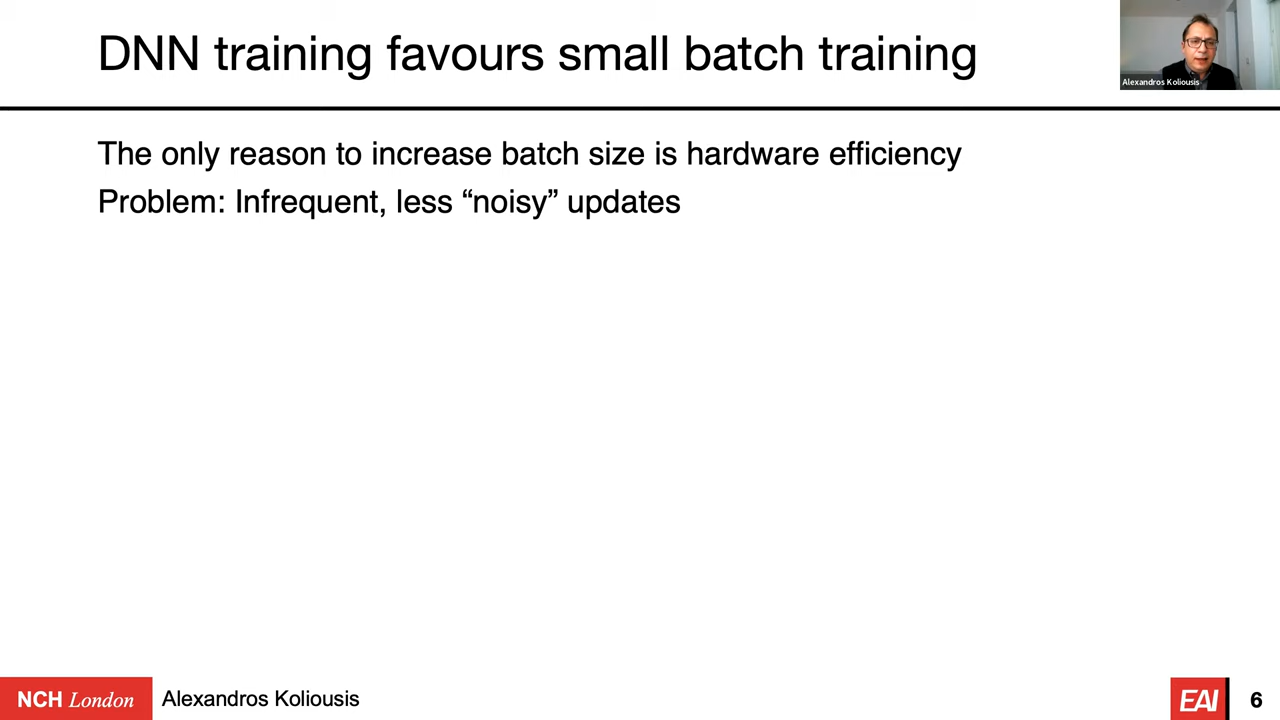 DNN training favours small batch training
Alexandros Koliousis
The only reason to increase batch size is hardware efficiency
Problem: Infrequent, less “noisy” updates
NCH London
Alexandros Koliousis
EAI
6